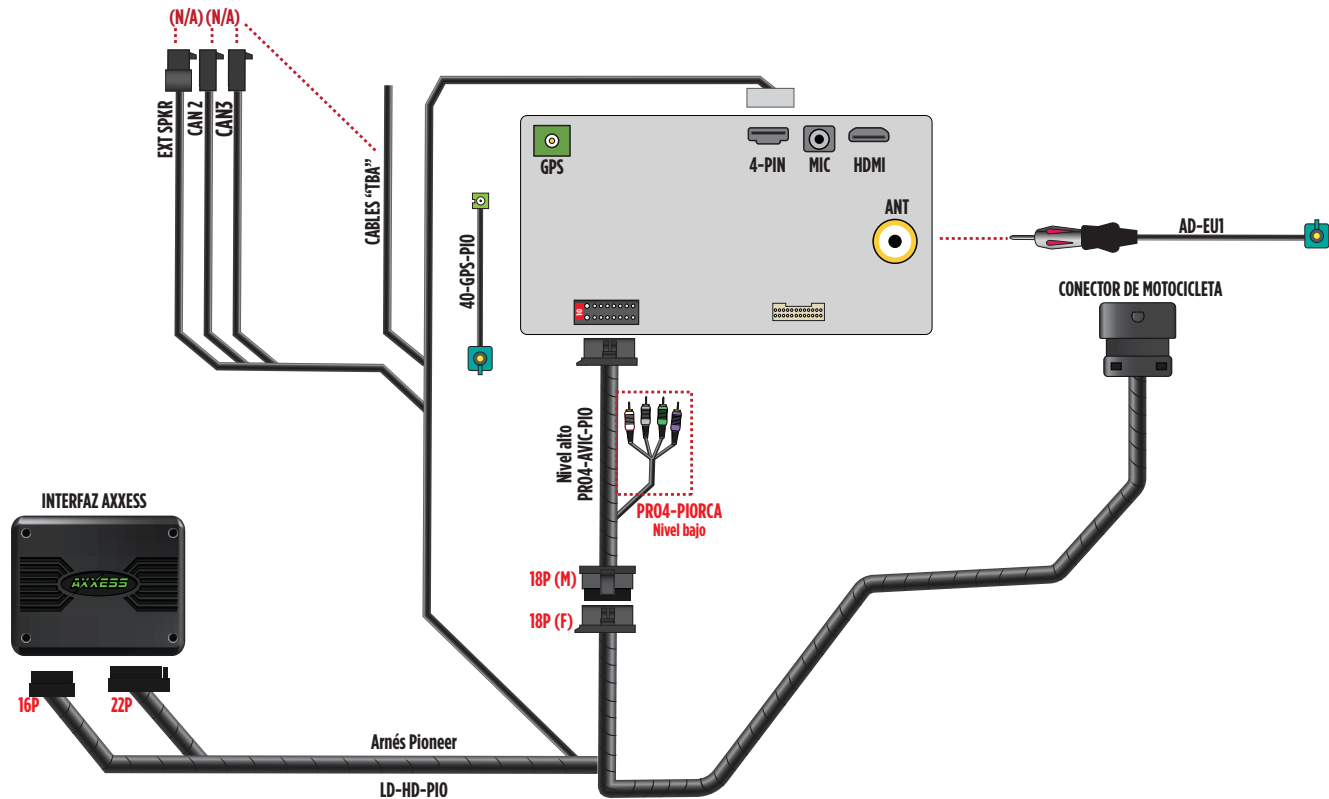 (N/A) (N/A)
EXT SPKR
CAN 2
CAN3
CABLES “TBA”
40-GPS-PIO
GPS
4-PIN
MIC
HDMI
ANT
AD-EU1
CONECTOR DE MOTOCICLETA
10
Nivel alto
PRO4-AVIC-PIO
PRO4-PIORCA
Nivel bajo
INTERFAZ AXXESS
AXXESS
18P (M)
18P (F)
16P
22P
Arnés Pioneer
LD-HD-PIO